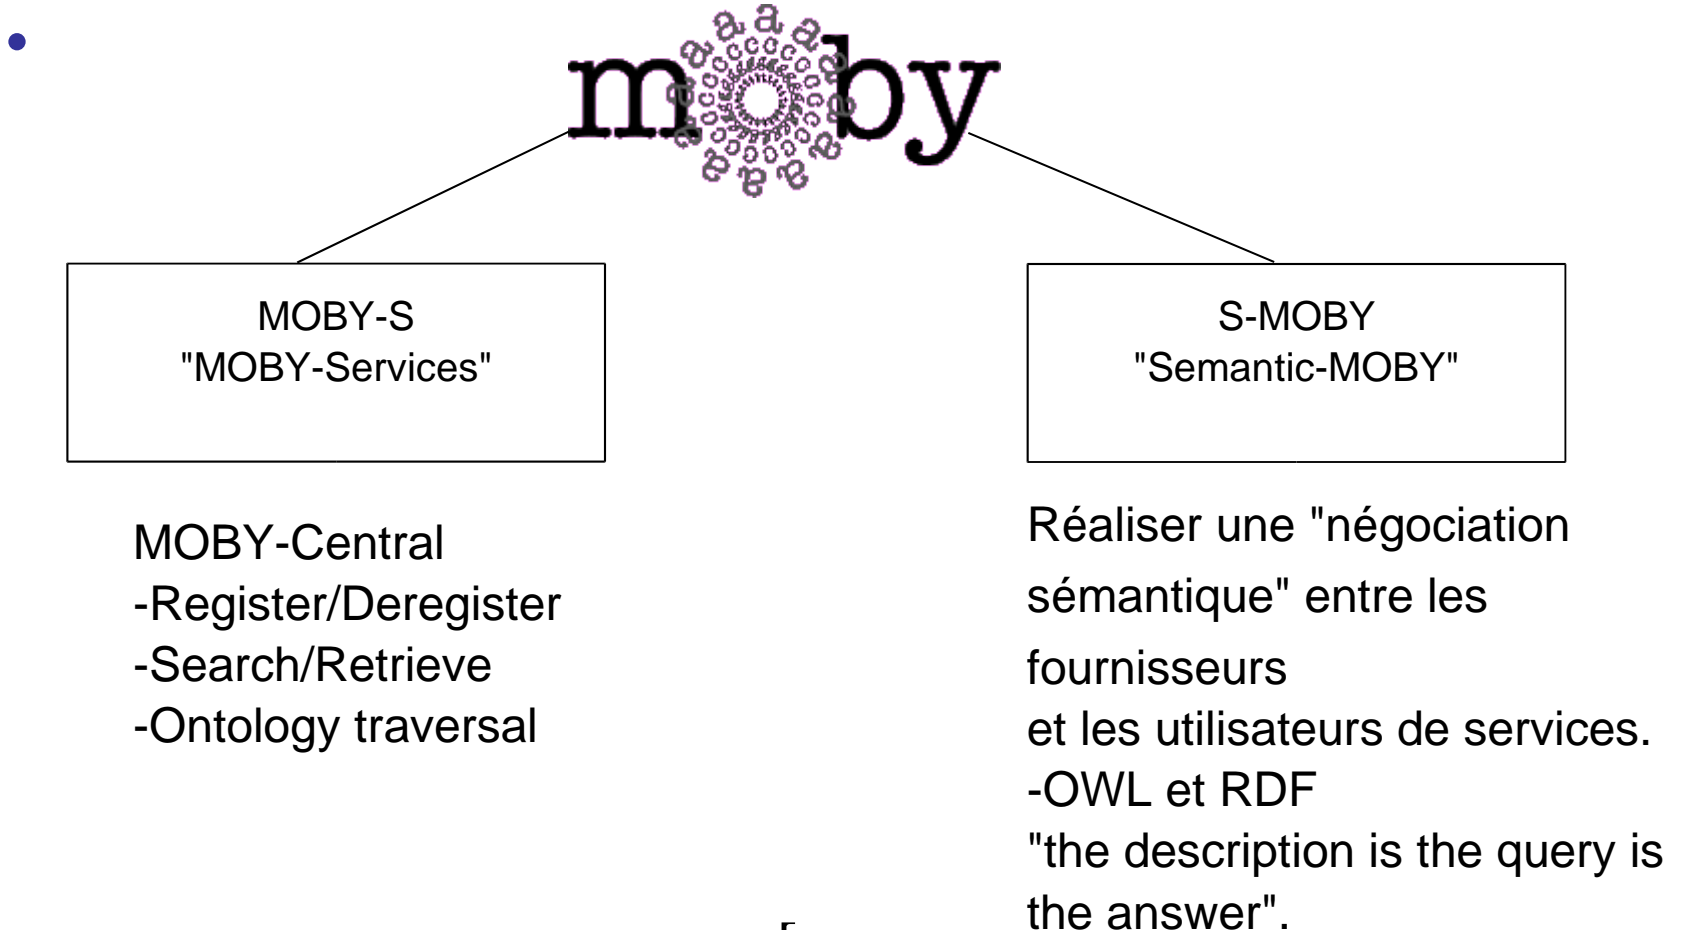 moby
MOBY-S
"MOBY-Services"
S-MOBY
"Semantic-MOBY"
MOBY-Central
-Register/Deregister
-Search/Retrieve
-Ontology traversal
Réaliser une "négociation
sémantique" entre les
fournisseurs
et les utilisateurs de services.
-OWL et RDF
"the description is the query is
the answer".